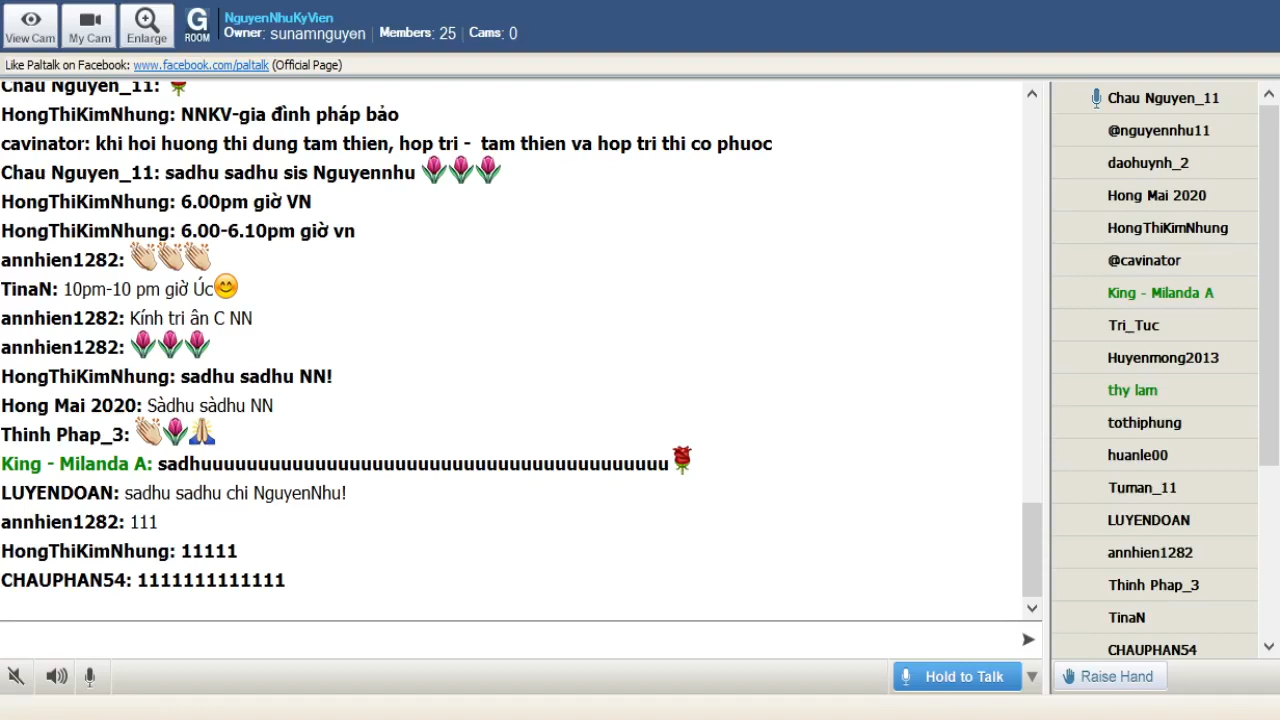 View Cam
My Cam
Enlarge
G
ROOM
NguyenNhuKyVien
Owner: sunamnguyen | Members: 25 | Cams: 0
Like Paltalk on Facebook: www.facebook.com/paltalk (Official Page)
Chau Nguyen_11:
HongThiKimNhung: NNKV-gia đình pháp bảo
cavinator: khi hoi huong thi dung tam thien, hop tri - tam thien va hop tri thi co phuoc
Chau Nguyen_11: sadhu sadhu sis Nguyennhu
HongThiKimNhung: 6.00pm giờ VN
HongThiKimNhung: 6.00-6.10pm giờ vn
annhien1282:
TinaN: 10pm-10 pm giờ Úc
annhien1282: Kính tri ân C NN
annhien1282:
HongThiKimNhung: sadhu sadhu NN!
Hong Mai 2020: Sàdhu sàdhu NN
Thinh Phap_3:
King - Milanda A: sadhuuuuuuuuuuuuuuuuuuuuuuuuuuuuuuuuuuuuuuuuu
LUYENDOAN: sadhu sadhu chi NguyenNhu!
annhien1282: 111
HongThiKimNhung: 11111
CHAUPHAN54: 1111111111111
Hold to Talk
Chau Nguyen_11
@nguyennhu11
daohuynh_2
Hong Mai 2020
HongThiKimNhung
@cavinator
King - Milanda A
Tri_Tuc
Huyenmong2013
thy lam
tothiphung
huanle00
Tuman_11
LUYENDOAN
annhien1282
Thinh Phap_3
TinaN
CHAUPHAN54
Raise Hand